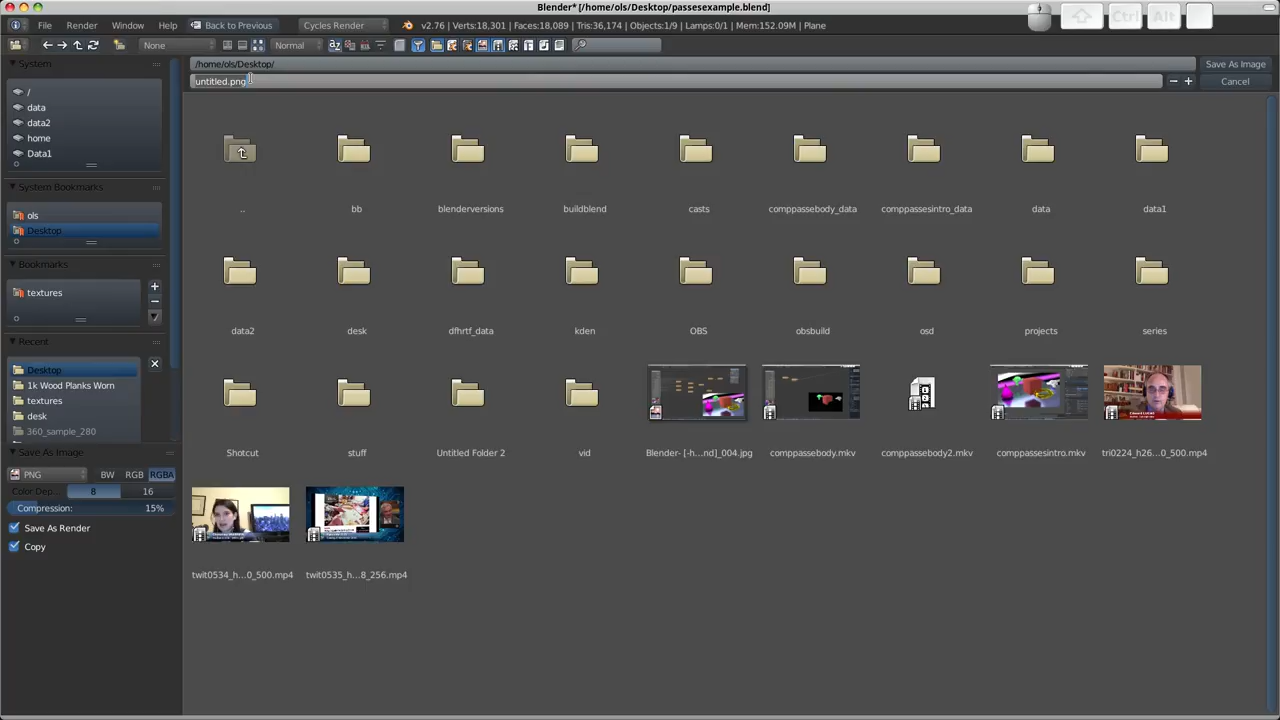 Blender* [/home/ols/Desktop/passesexample.blend]
File Render Window Help Back to Previous Cycles Render v2.76 | Verts:18,301 | Faces:18,089 | Tris:36,174 | Objects:1/9 | Lamps:0/1 | Mem:152.09M | Plane
Ctrl Alt
None Normal
System
/
data
data2
home
Data1
System Bookmarks
ols
Desktop
Bookmarks
textures
Recent
Desktop
1k Wood Planks Worn
textures
desk
360_sample_280
Save As Image
PNG BW RGB RGBA
Color Dep... 8 16
Compression: 15%
Save As Render
Copy
/home/ols/Desktop/ Save As Image
untitled.png Cancel
.. bb blenderversions buildblend casts comppassebody_data comppassesintro_data data data1
data2 desk dfhrtf_data kden OBS obsbuild osd projects series
Shotcut stuff Untitled Folder 2 vid Blender- [-h...nd]_004.jpg comppassebody.mkv comppassebody2.mkv comppassesintro.mkv tri0224_h26...0_500.mp4
twit0534_h...0_500.mp4 twit0535_h...8_256.mp4